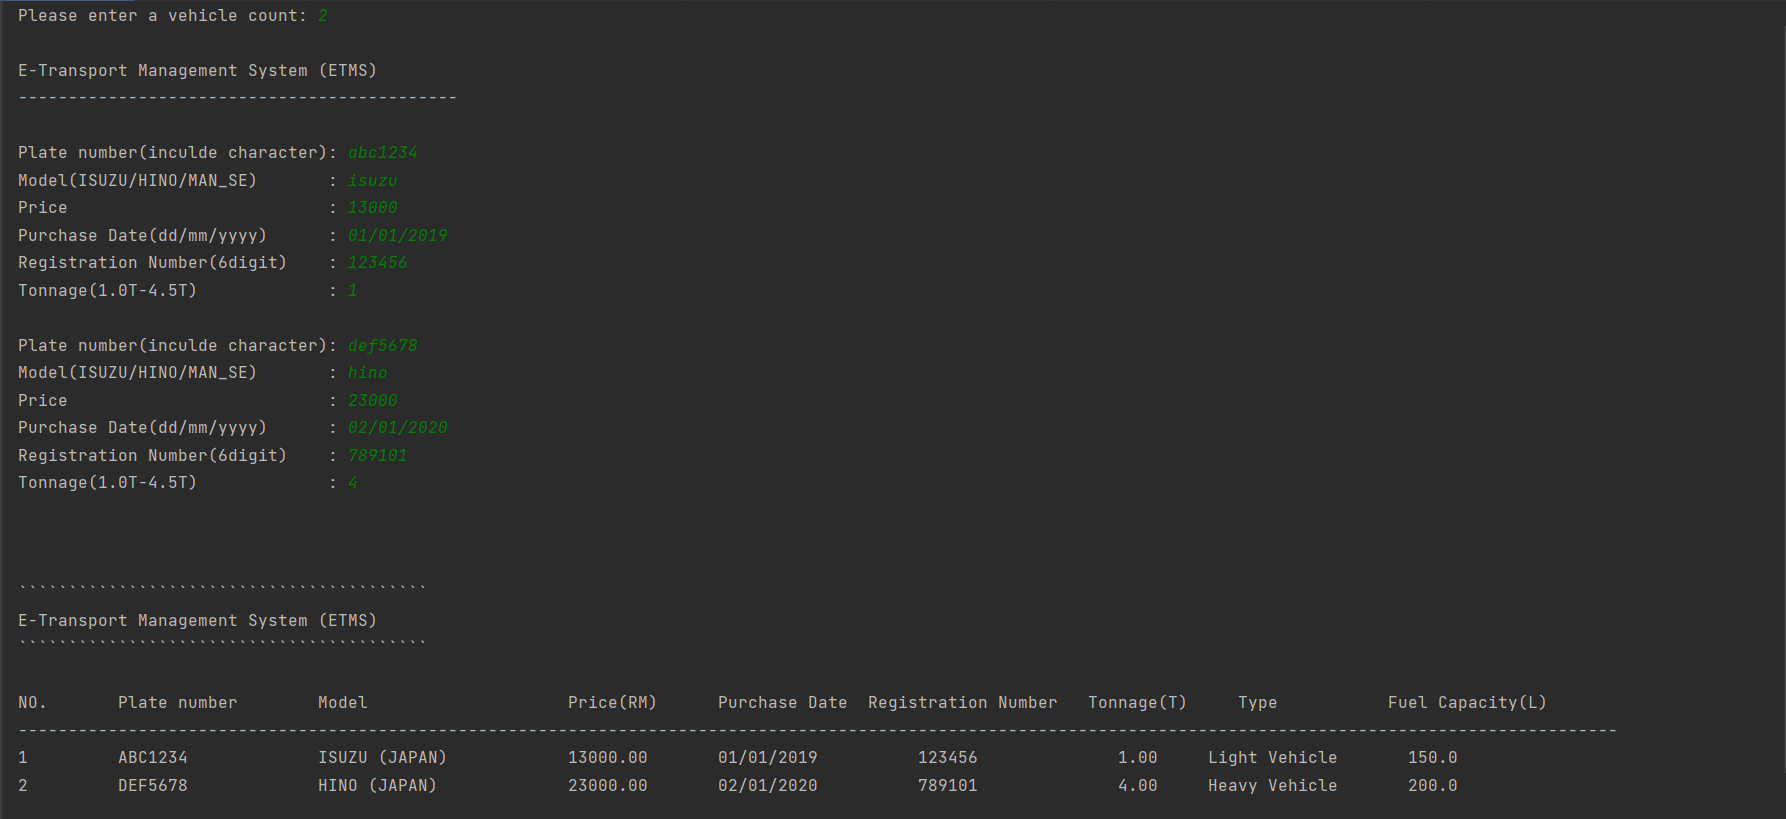 Please enter a vehicle count: 2
E-Transport Management System (ETMS)
--------------------------------------------
Plate number(inculde character): abc1234
Model(ISUZU/HINO/MAN_SE)       : isuzu
Price                          : 13000
Purchase Date(dd/mm/yyyy)      : 01/01/2019
Registration Number(6digit)    : 123456
Tonnage(1.0T-4.5T)             : 1
Plate number(inculde character): def5678
Model(ISUZU/HINO/MAN_SE)       : hino
Price                          : 23000
Purchase Date(dd/mm/yyyy)      : 02/01/2020
Registration Number(6digit)    : 789101
Tonnage(1.0T-4.5T)             : 4
`````````````````````````````````````````
E-Transport Management System (ETMS)
`````````````````````````````````````````
NO.       Plate number        Model                    Price(RM)      Purchase Date  Registration Number   Tonnage(T)     Type           Fuel Capacity(L)
----------------------------------------------------------------------------------------------------------------------------------------------------------------
1         ABC1234             ISUZU (JAPAN)            13000.00       01/01/2019          123456              1.00     Light Vehicle       150.0
2         DEF5678             HINO (JAPAN)             23000.00       02/01/2020          789101              4.00     Heavy Vehicle       200.0